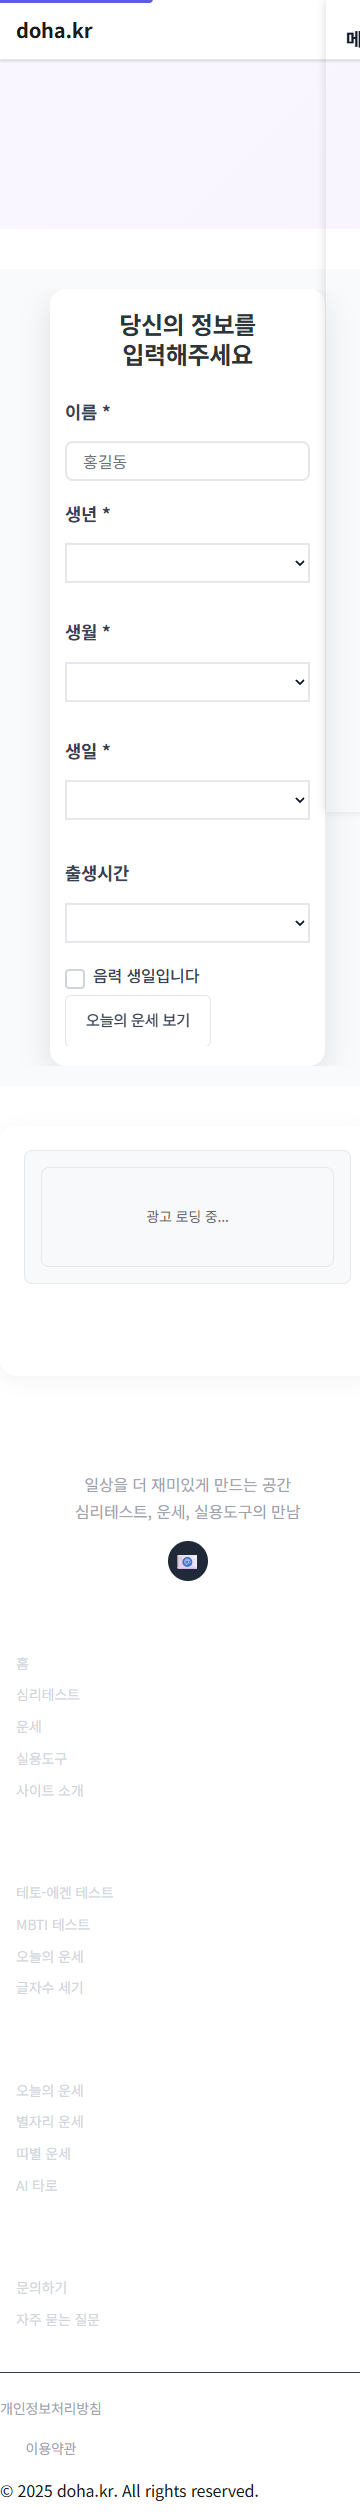 doha.kr
메
당신의 정보를
입력해주세요
이름 *
홍길동
생년 *
생월 *
생일 *
출생시간
음력 생일입니다
오늘의 운세 보기
광고 로딩 중...
일상을 더 재미있게 만드는 공간
심리테스트, 운세, 실용도구의 만남
홈
심리테스트
운세
실용도구
사이트 소개
테토-에겐 테스트
MBTI 테스트
오늘의 운세
글자수 세기
오늘의 운세
별자리 운세
띠별 운세
AI 타로
문의하기
자주 묻는 질문
개인정보처리방침
이용약관
© 2025 doha.kr. All rights reserved.